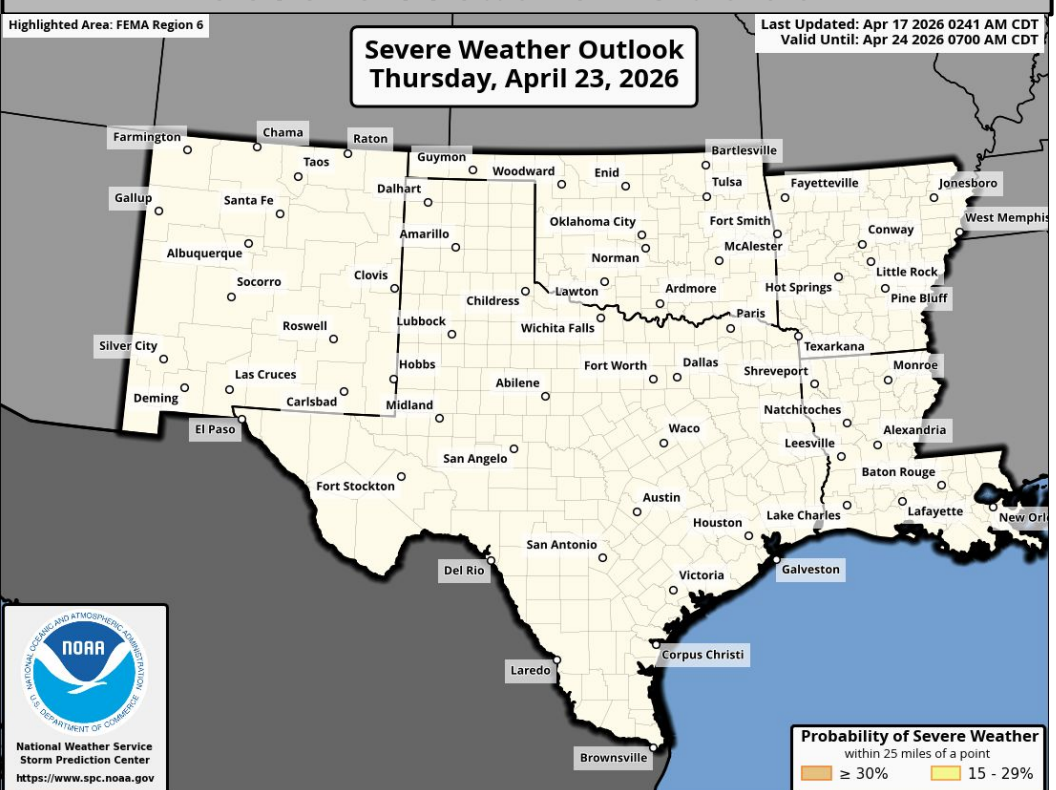 Highlighted Area: FEMA Region 6
Last Updated: Apr 17 2026 0241 AM CDT
Valid Until: Apr 24 2026 0700 AM CDT
Severe Weather Outlook
Thursday, April 23, 2026
Farmington
Chama
Raton
Taos
Guymon
Woodward
Enid
Bartlesville
Gallup
Santa Fe
Dalhart
Tulsa
Fayetteville
Jonesboro
Albuquerque
Amarillo
Oklahoma City
Fort Smith
Conway
West Memphis
Norman
McAlester
Socorro
Clovis
Childress
Lawton
Ardmore
Hot Springs
Little Rock
Pine Bluff
Roswell
Lubbock
Wichita Falls
Paris
Silver City
Texarkana
Las Cruces
Hobbs
Abilene
Fort Worth
Dallas
Shreveport
Monroe
Deming
Carlsbad
Midland
Natchitoches
El Paso
Waco
Leesville
Alexandria
San Angelo
Baton Rouge
Fort Stockton
Austin
Houston
Lake Charles
Lafayette
New Orl
San Antonio
Del Rio
Victoria
Galveston
Laredo
Corpus Christi
Brownsville
NATIONAL OCEANIC AND ATMOSPHERIC ADMINISTRATION
NOAA
U.S. DEPARTMENT OF COMMERCE
National Weather Service
Storm Prediction Center
https://www.spc.noaa.gov
Probability of Severe Weather
within 25 miles of a point
≥ 30%
15 - 29%